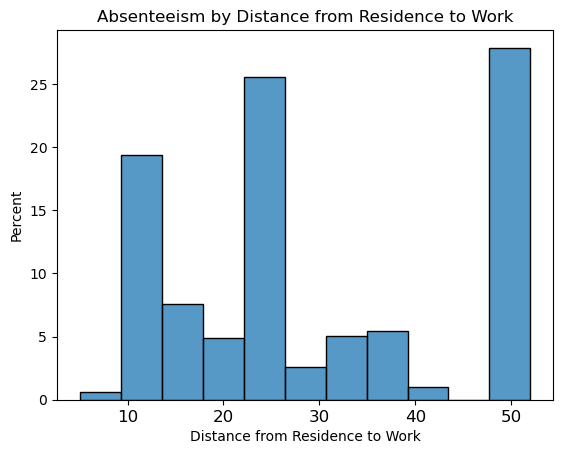 Absenteeism by Distance from Residence to Work
25
20
15
10
5
0
Percent
10 20 30 40 50
Distance from Residence to Work